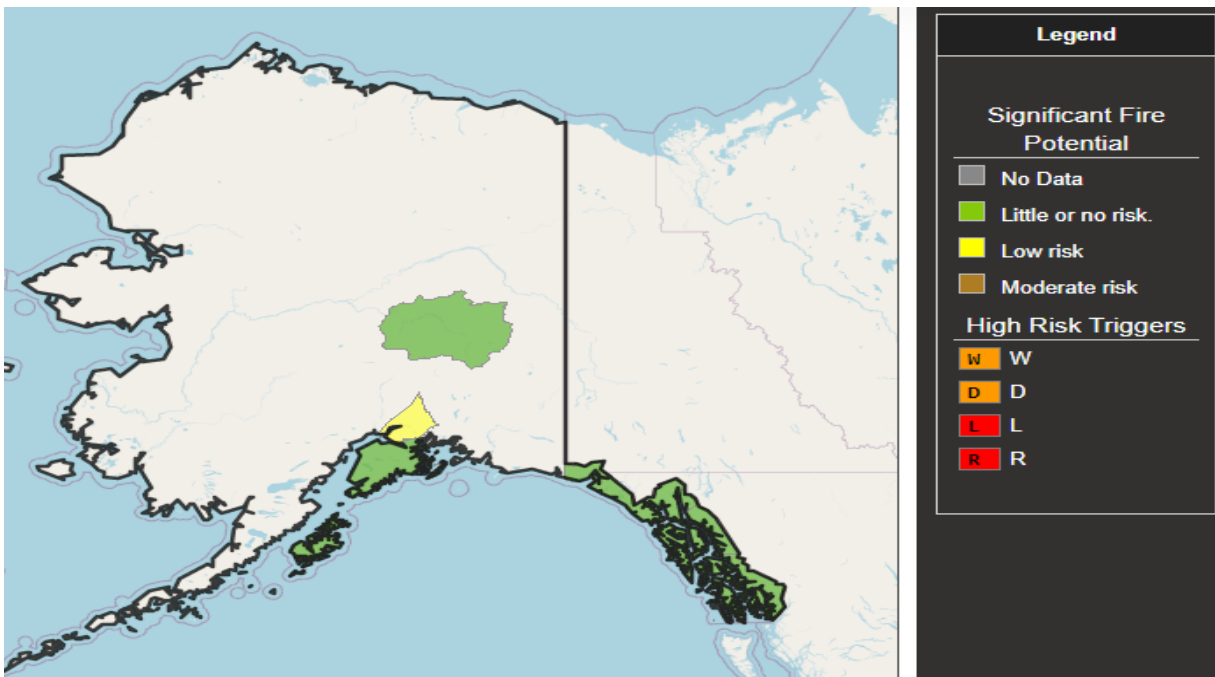 Legend
Significant Fire
Potential
No Data
Little or no risk.
Low risk
Moderate risk
High Risk Triggers
W W
D D
L L
R R